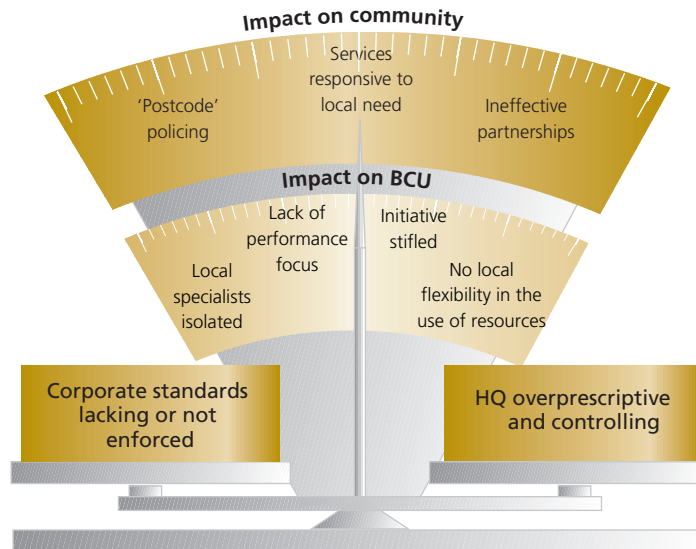 Impact on community
Services
responsive to
local need
'Postcode'
policing
Ineffective
partnerships
Impact on BCU
Lack of
performance
focus
Initiative
stifled
Local
specialists
isolated
No local
flexibility in the
use of resources
Corporate standards
lacking or not
enforced
HQ overprescriptive
and controlling